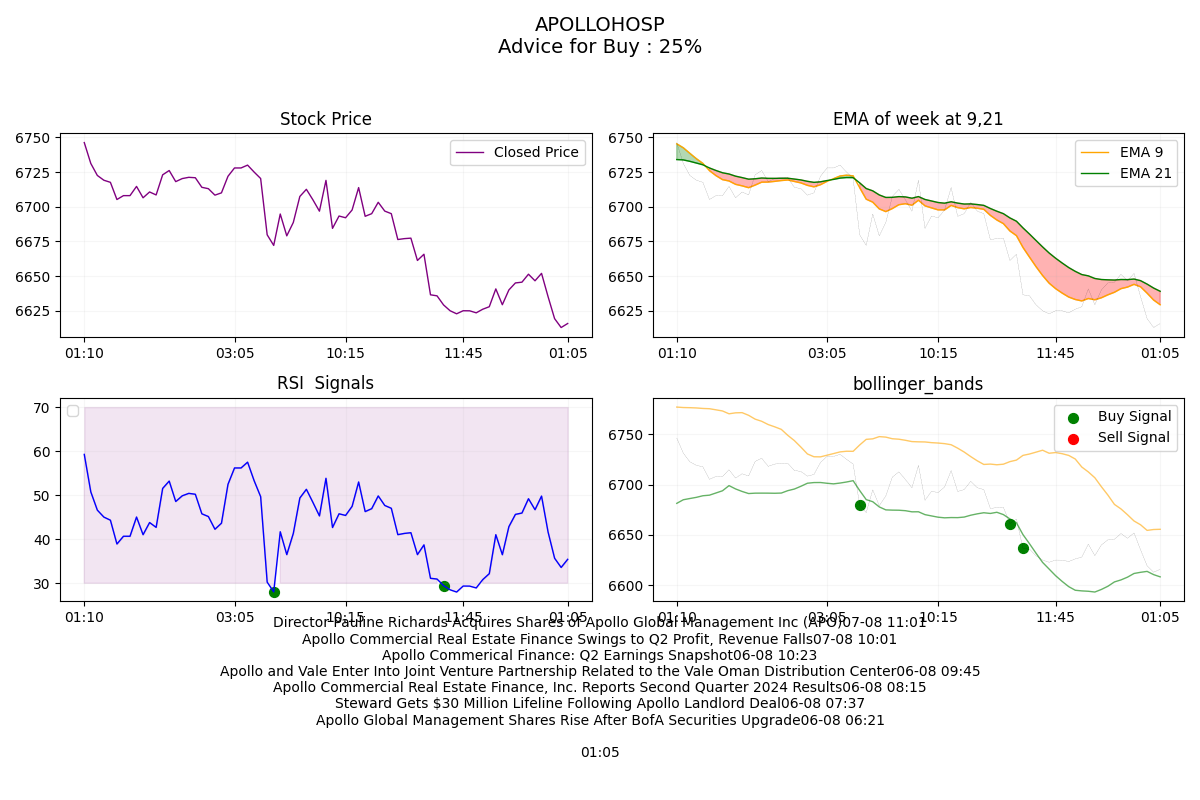 APOLLOHOSP
Advice for Buy : 25%
Stock Price
6750
6725
6700
6675
6650
6625
Closed Price
01:10
03:05
10:15
11:45
01:05
EMA of week at 9,21
6750
6725
6700
6675
6650
6625
EMA 9
EMA 21
01:10
03:05
10:15
11:45
01:05
RSI  Signals
70
60
50
40
30
01:10
03:05
10:15
11:45
01:05
bollinger_bands
6750
6700
6650
6600
Buy Signal
Sell Signal
01:10
03:05
10:15
11:45
01:05
Director Pauline Richards Acquires Shares of Apollo Global Management Inc (APO)07-08 11:01
Apollo Commercial Real Estate Finance Swings to Q2 Profit, Revenue Falls07-08 10:01
Apollo Commerical Finance: Q2 Earnings Snapshot06-08 10:23
Apollo and Vale Enter Into Joint Venture Partnership Related to the Vale Oman Distribution Center06-08 09:45
Apollo Commercial Real Estate Finance, Inc. Reports Second Quarter 2024 Results06-08 08:15
Steward Gets $30 Million Lifeline Following Apollo Landlord Deal06-08 07:37
Apollo Global Management Shares Rise After BofA Securities Upgrade06-08 06:21
01:05